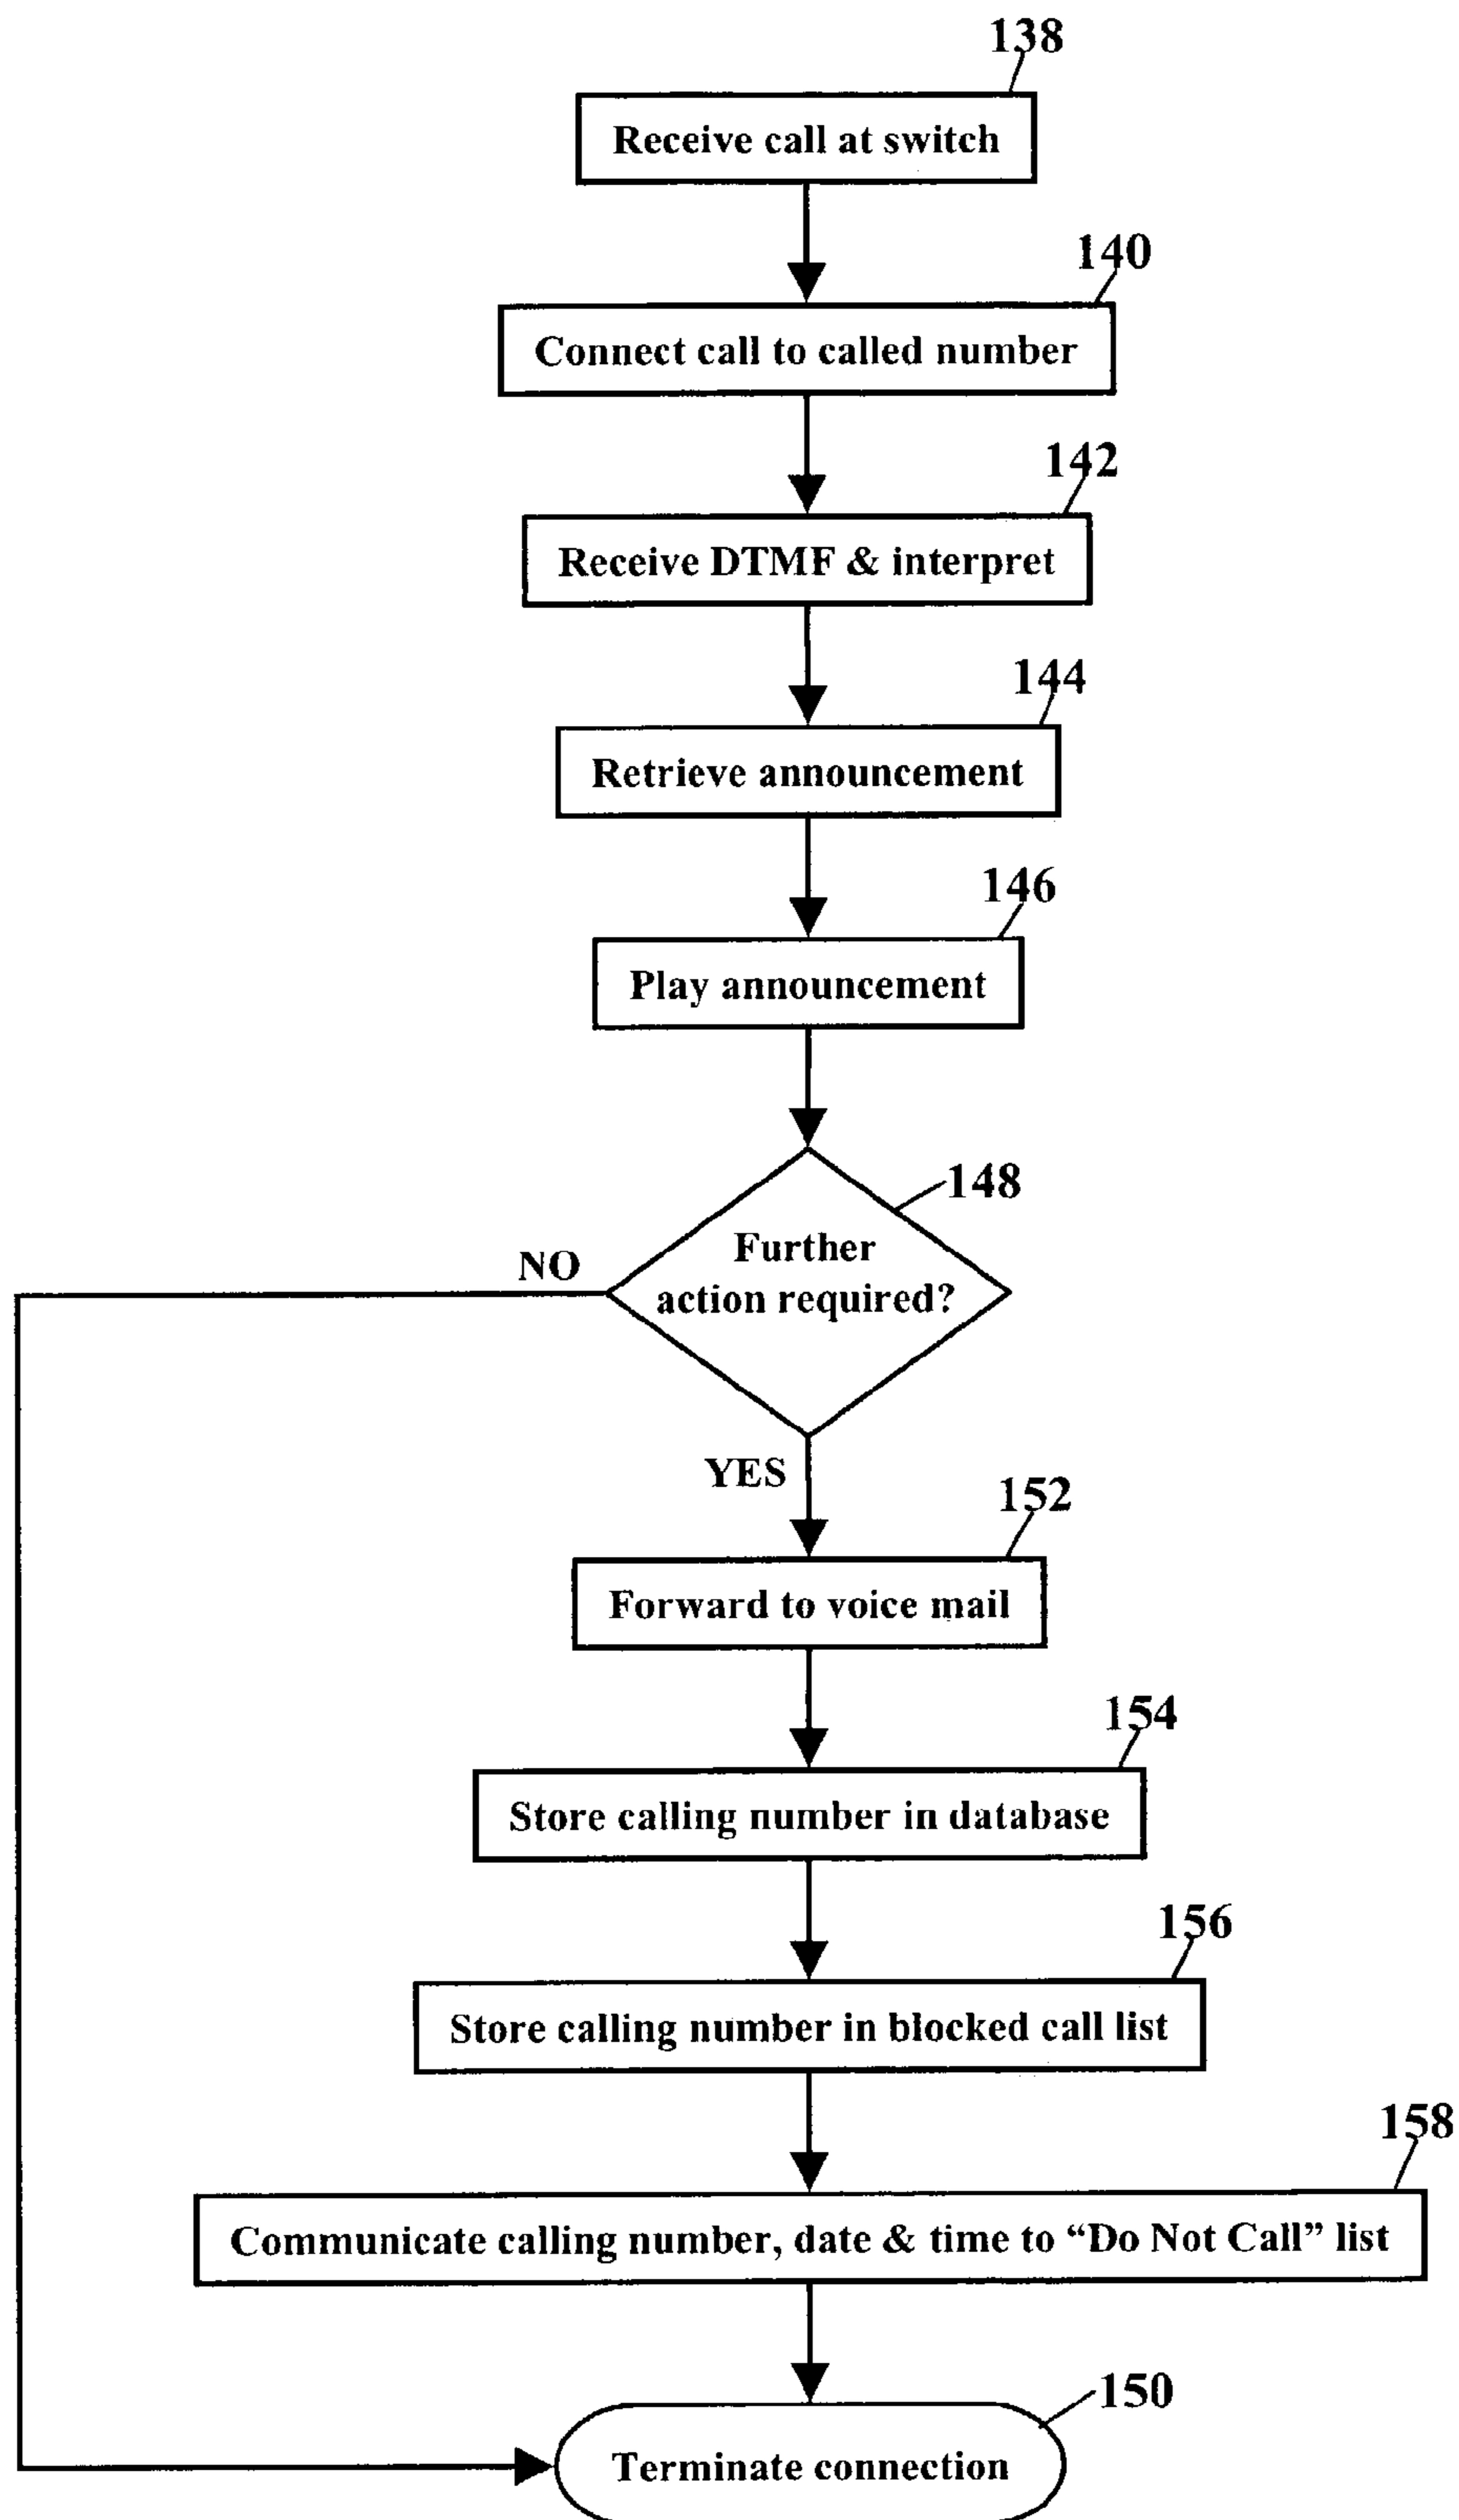 138
Receive call at switch
140
Connect call to called number
142
Receive DTMF & interpret
144
Retrieve announcement
146
Play announcement
148
Further
action required?
NO
YES
152
Forward to voice mail
154
Store calling number in database
156
Store calling number in blocked call list
158
Communicate calling number, date & time to “Do Not Call” list
150
Terminate connection